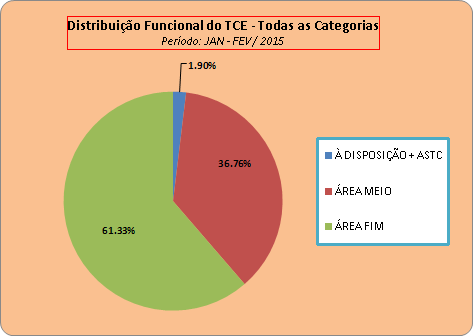 Distribuição Funcional do TCE - Todas as Categorias
Período: JAN - FEV / 2015
1.90%
36.76%
61.33%
À DISPOSIÇÃO + ASTC
ÁREA MEIO
ÁREA FIM